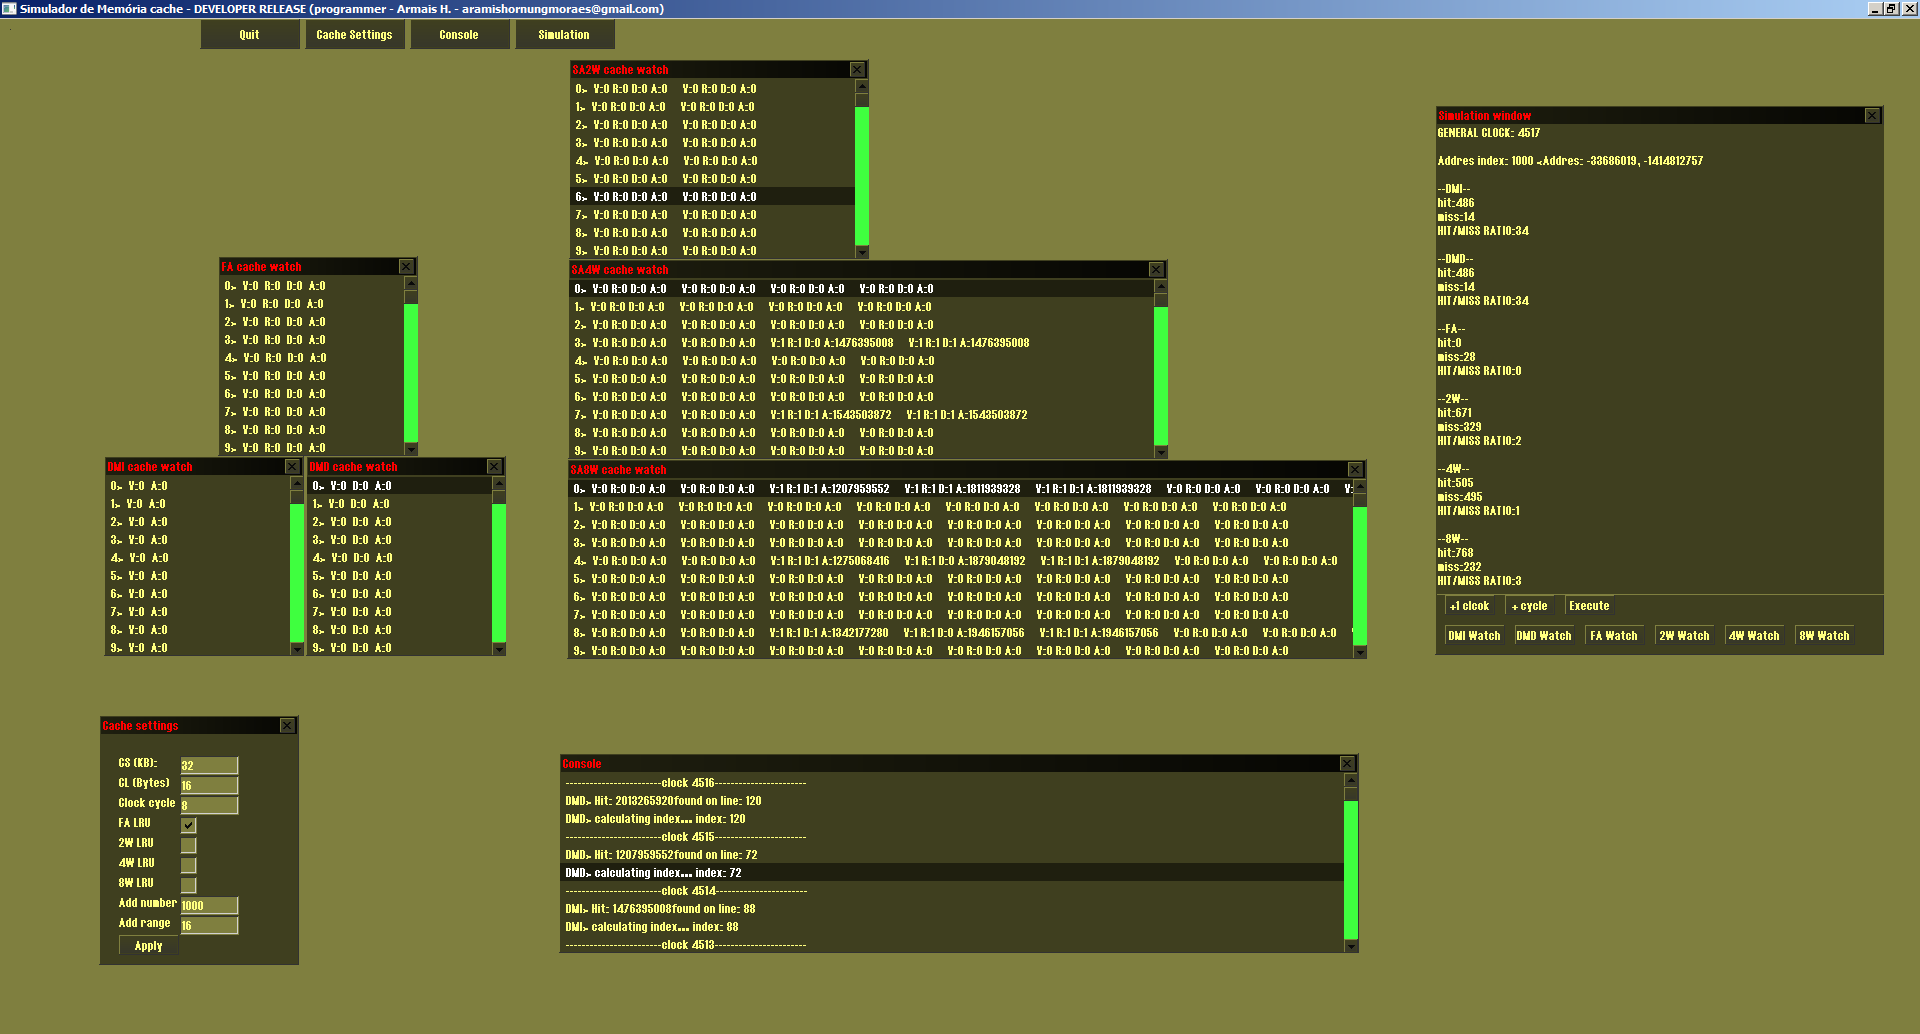 Simulador de Memória cache - DEVELOPER RELEASE (programmer - Armais H. - aramishornungmoraes@gmail.com)
Quit Cache Settings Console Simulation
SA2W cache watch
0:- V:0 R:0 D:0 A:0 V:0 R:0 D:0 A:0
1:- V:0 R:0 D:0 A:0 V:0 R:0 D:0 A:0
2:- V:0 R:0 D:0 A:0 V:0 R:0 D:0 A:0
3:- V:0 R:0 D:0 A:0 V:0 R:0 D:0 A:0
4:- V:0 R:0 D:0 A:0 V:0 R:0 D:0 A:0
5:- V:0 R:0 D:0 A:0 V:0 R:0 D:0 A:0
6:- V:0 R:0 D:0 A:0 V:0 R:0 D:0 A:0
7:- V:0 R:0 D:0 A:0 V:0 R:0 D:0 A:0
8:- V:0 R:0 D:0 A:0 V:0 R:0 D:0 A:0
9:- V:0 R:0 D:0 A:0 V:0 R:0 D:0 A:0
FA cache watch
0:- V:0 R:0 D:0 A:0
1:- V:0 R:0 D:0 A:0
2:- V:0 R:0 D:0 A:0
3:- V:0 R:0 D:0 A:0
4:- V:0 R:0 D:0 A:0
5:- V:0 R:0 D:0 A:0
6:- V:0 R:0 D:0 A:0
7:- V:0 R:0 D:0 A:0
8:- V:0 R:0 D:0 A:0
9:- V:0 R:0 D:0 A:0
SA4W cache watch
0:- V:0 R:0 D:0 A:0 V:0 R:0 D:0 A:0 V:0 R:0 D:0 A:0 V:0 R:0 D:0 A:0
1:- V:0 R:0 D:0 A:0 V:0 R:0 D:0 A:0 V:0 R:0 D:0 A:0 V:0 R:0 D:0 A:0
2:- V:0 R:0 D:0 A:0 V:0 R:0 D:0 A:0 V:0 R:0 D:0 A:0 V:0 R:0 D:0 A:0
3:- V:0 R:0 D:0 A:0 V:0 R:0 D:0 A:0 V:1 R:1 D:0 A:1476395008 V:1 R:1 D:1 A:1476395008
4:- V:0 R:0 D:0 A:0 V:0 R:0 D:0 A:0 V:0 R:0 D:0 A:0 V:0 R:0 D:0 A:0
5:- V:0 R:0 D:0 A:0 V:0 R:0 D:0 A:0 V:0 R:0 D:0 A:0 V:0 R:0 D:0 A:0
6:- V:0 R:0 D:0 A:0 V:0 R:0 D:0 A:0 V:0 R:0 D:0 A:0 V:0 R:0 D:0 A:0
7:- V:0 R:0 D:0 A:0 V:0 R:0 D:0 A:0 V:1 R:1 D:1 A:1543503872 V:1 R:1 D:1 A:1543503872
8:- V:0 R:0 D:0 A:0 V:0 R:0 D:0 A:0 V:0 R:0 D:0 A:0 V:0 R:0 D:0 A:0
9:- V:0 R:0 D:0 A:0 V:0 R:0 D:0 A:0 V:0 R:0 D:0 A:0 V:0 R:0 D:0 A:0
DMI cache watch
0:- V:0 A:0
1:- V:0 A:0
2:- V:0 A:0
3:- V:0 A:0
4:- V:0 A:0
5:- V:0 A:0
6:- V:0 A:0
7:- V:0 A:0
8:- V:0 A:0
9:- V:0 A:0
DMD cache watch
0:- V:0 D:0 A:0
1:- V:0 D:0 A:0
2:- V:0 D:0 A:0
3:- V:0 D:0 A:0
4:- V:0 D:0 A:0
5:- V:0 D:0 A:0
6:- V:0 D:0 A:0
7:- V:0 D:0 A:0
8:- V:0 D:0 A:0
9:- V:0 D:0 A:0
SA8W cache watch
0:- V:0 R:0 D:0 A:0 V:0 R:0 D:0 A:0 V:1 R:1 D:1 A:1207959552 V:1 R:1 D:1 A:1811939328 V:1 R:1 D:1 A:1811939328 V:0 R:0 D:0 A:0 V:0 R:0 D:0 A:0 V:
1:- V:0 R:0 D:0 A:0 V:0 R:0 D:0 A:0 V:0 R:0 D:0 A:0 V:0 R:0 D:0 A:0 V:0 R:0 D:0 A:0 V:0 R:0 D:0 A:0 V:0 R:0 D:0 A:0 V:0 R:0 D:0 A:0
2:- V:0 R:0 D:0 A:0 V:0 R:0 D:0 A:0 V:0 R:0 D:0 A:0 V:0 R:0 D:0 A:0 V:0 R:0 D:0 A:0 V:0 R:0 D:0 A:0 V:0 R:0 D:0 A:0 V:0 R:0 D:0 A:0
3:- V:0 R:0 D:0 A:0 V:0 R:0 D:0 A:0 V:0 R:0 D:0 A:0 V:0 R:0 D:0 A:0 V:0 R:0 D:0 A:0 V:0 R:0 D:0 A:0 V:0 R:0 D:0 A:0 V:0 R:0 D:0 A:0
4:- V:0 R:0 D:0 A:0 V:0 R:0 D:0 A:0 V:1 R:1 D:1 A:1275068416 V:1 R:1 D:0 A:1879048192 V:1 R:1 D:1 A:1879048192 V:0 R:0 D:0 A:0 V:0 R:0 D:0 A:0
5:- V:0 R:0 D:0 A:0 V:0 R:0 D:0 A:0 V:0 R:0 D:0 A:0 V:0 R:0 D:0 A:0 V:0 R:0 D:0 A:0 V:0 R:0 D:0 A:0 V:0 R:0 D:0 A:0 V:0 R:0 D:0 A:0
6:- V:0 R:0 D:0 A:0 V:0 R:0 D:0 A:0 V:0 R:0 D:0 A:0 V:0 R:0 D:0 A:0 V:0 R:0 D:0 A:0 V:0 R:0 D:0 A:0 V:0 R:0 D:0 A:0 V:0 R:0 D:0 A:0
7:- V:0 R:0 D:0 A:0 V:0 R:0 D:0 A:0 V:0 R:0 D:0 A:0 V:0 R:0 D:0 A:0 V:0 R:0 D:0 A:0 V:0 R:0 D:0 A:0 V:0 R:0 D:0 A:0 V:0 R:0 D:0 A:0
8:- V:0 R:0 D:0 A:0 V:0 R:0 D:0 A:0 V:1 R:1 D:1 A:1342177280 V:1 R:1 D:1 A:1946157056 V:1 R:1 D:1 A:1946157056 V:0 R:0 D:0 A:0 V:0 R:0 D:0 A:0
9:- V:0 R:0 D:0 A:0 V:0 R:0 D:0 A:0 V:0 R:0 D:0 A:0 V:0 R:0 D:0 A:0 V:0 R:0 D:0 A:0 V:0 R:0 D:0 A:0 V:0 R:0 D:0 A:0 V:0 R:0 D:0 A:0
Simulation window
GENERAL CLOCK: 4517
Addres index: 1000 -Addres: -33686019, -1414812757
--DMI--
hit:486
miss:14
HIT/MISS RATIO:34
--DMD--
hit:486
miss:14
HIT/MISS RATIO:34
--FA--
hit:0
miss:28
HIT/MISS RATIO:0
--2W--
hit:671
miss:329
HIT/MISS RATIO:2
--4W--
hit:505
miss:495
HIT/MISS RATIO:1
--8W--
hit:768
miss:232
HIT/MISS RATIO:3
+1 clcok + cycle Execute
DMI Watch DMD Watch FA Watch 2W Watch 4W Watch 8W Watch
Cache settings
CS (KB): 32
CL (Bytes) 16
Clock cycle 8
FA LRU
2W LRU
4W LRU
8W LRU
Add number 1000
Add range 16
Apply
Console
------------------------clock 4516-----------------------
DMD:- Hit: 2013265920found on line: 120
DMD:- calculating index... index: 120
------------------------clock 4515-----------------------
DMD:- Hit: 1207959552found on line: 72
DMD:- calculating index... index: 72
------------------------clock 4514-----------------------
DMI:- Hit: 1476395008found on line: 88
DMI:- calculating index... index: 88
------------------------clock 4513-----------------------